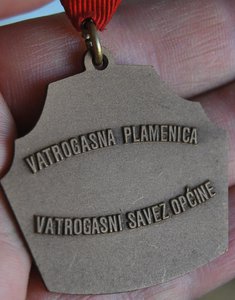 VATROGASNA PLAMENICA
VATROGASNI SAVEZ OPĆINE